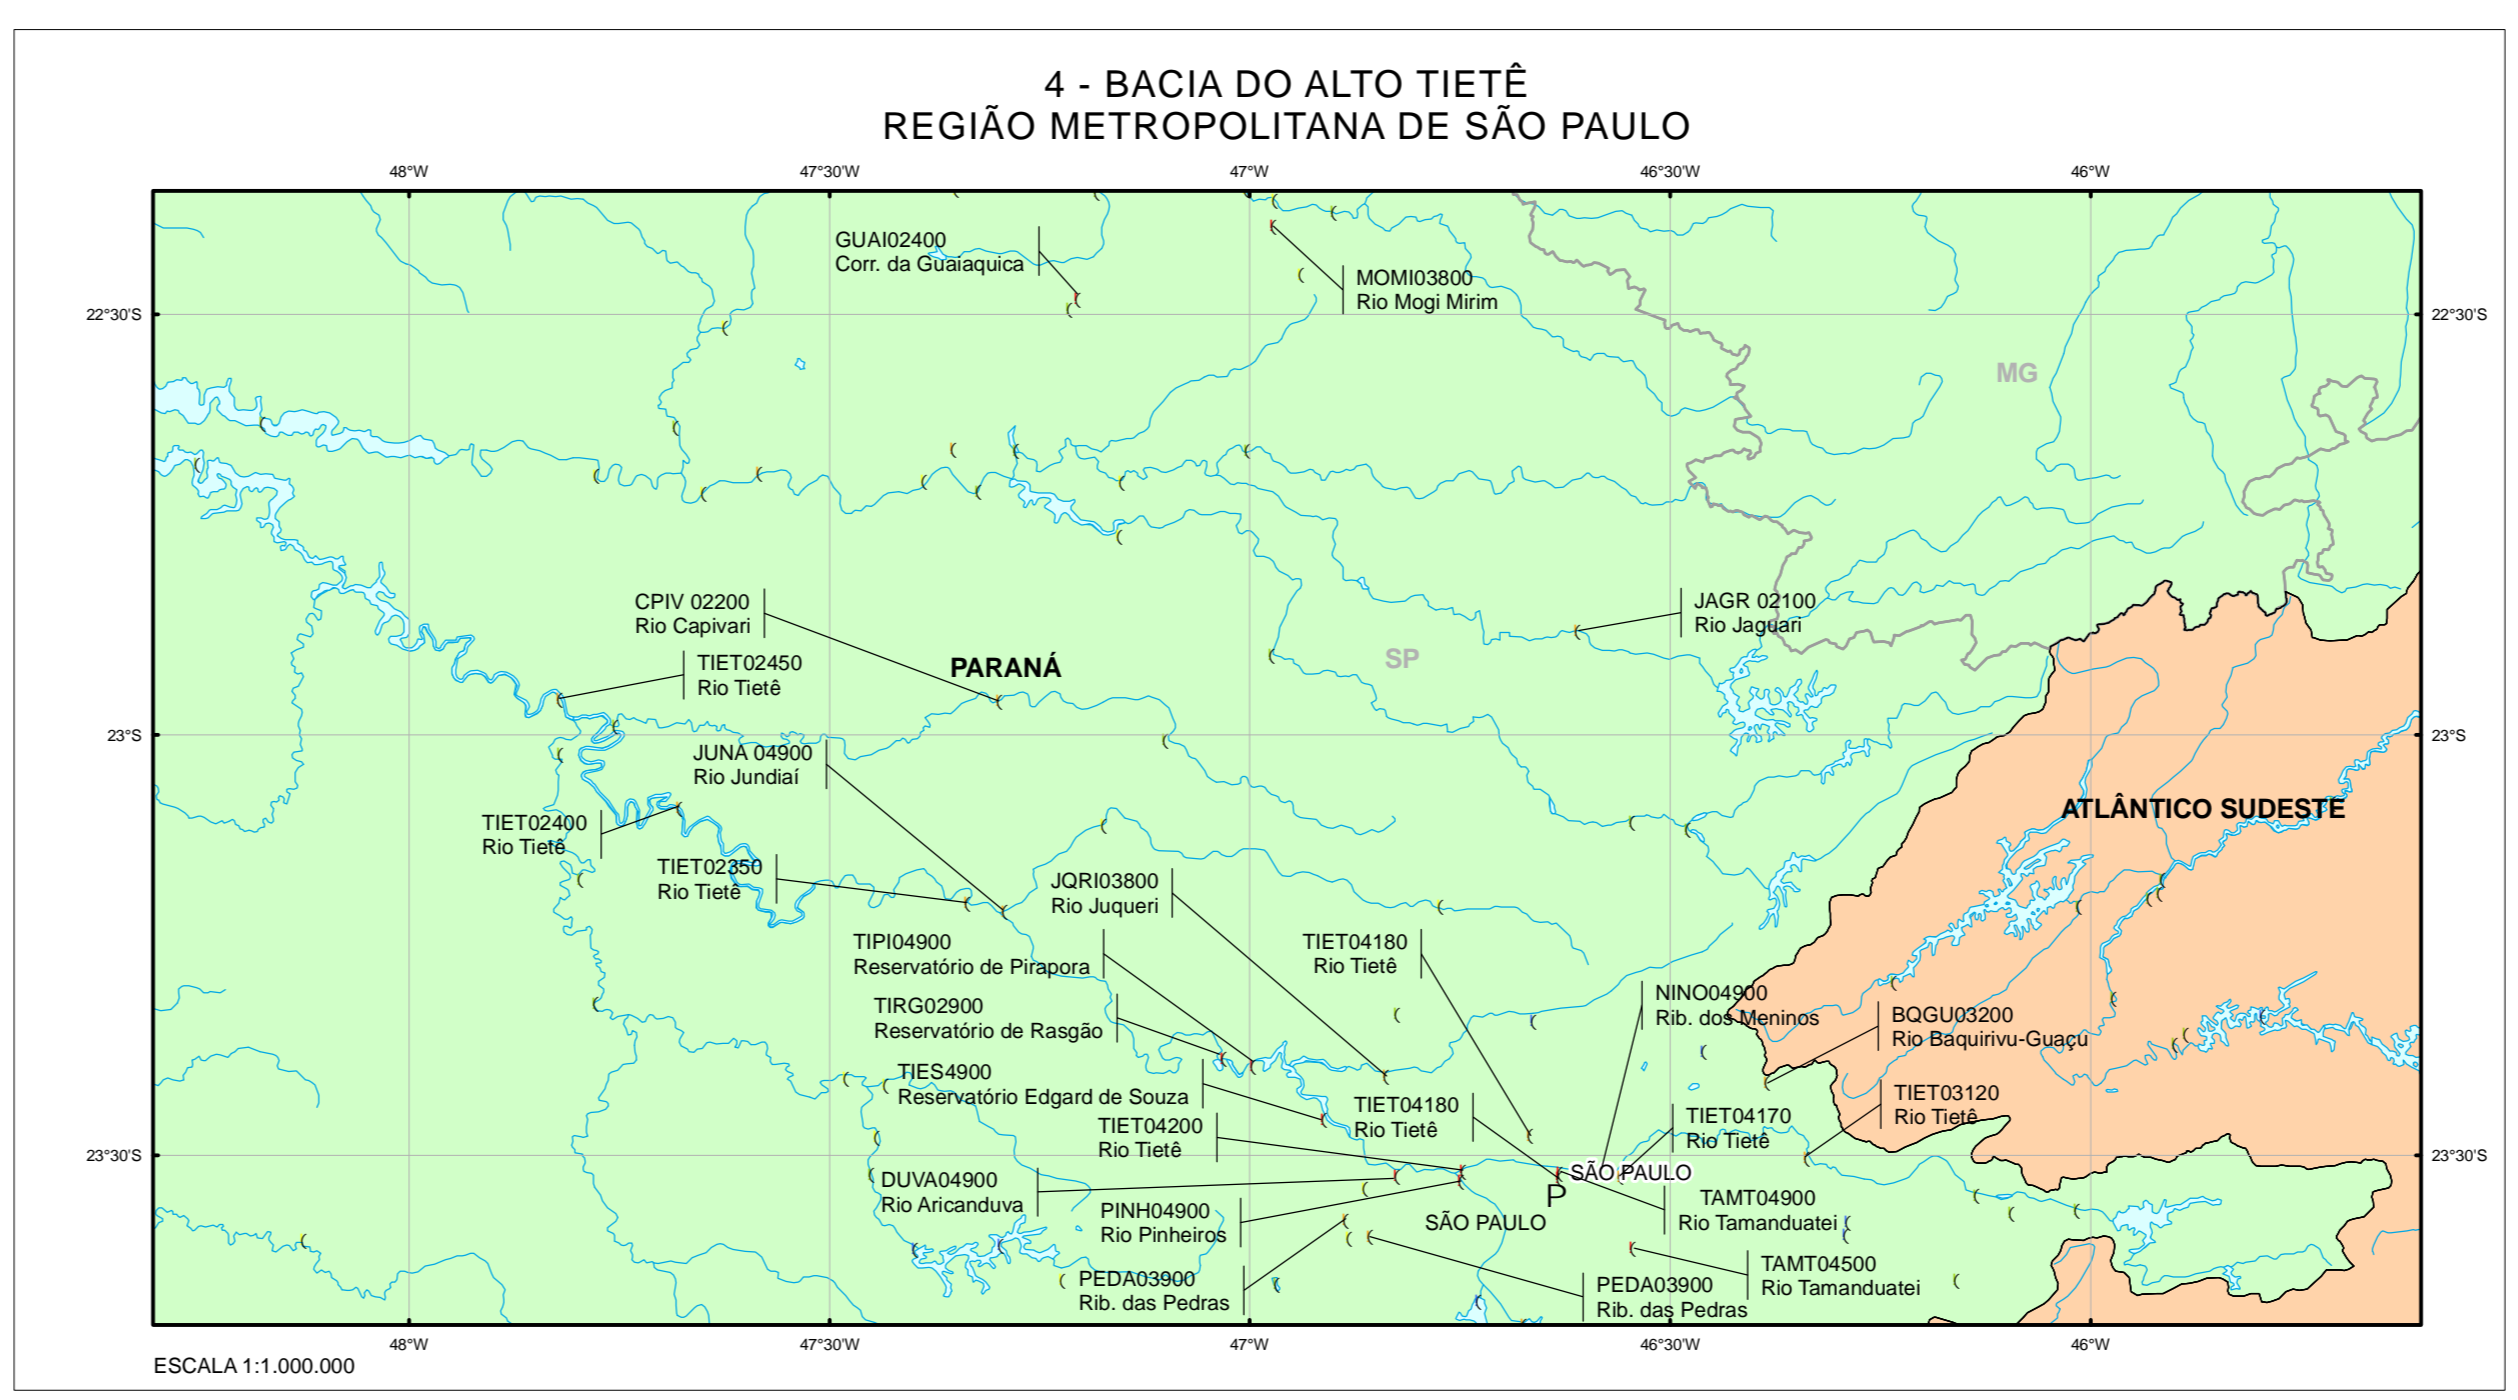 4 - BACIA DO ALTO TIETÊ
REGIÃO METROPOLITANA DE SÃO PAULO
48°W
47°30'W
47°W
46°30'W
46°W
GUAI02400
Corr. da Guaiaquica
MOMI03800
Rio Mogi Mirim
22°30'S
22°30'S
MG
CPIV 02200
Rio Capivari
JAGR 02100
Rio Jaguari
TIET02450
Rio Tietê
PARANÁ
SP
23°S
23°S
JUNA 04900
Rio Jundiaí
ATLÂNTICO SUDESTE
TIET02400
Rio Tietê
TIET02350
Rio Tietê
JQRI03800
Rio Juqueri
TIPI04900
Reservatório de Pirapora
TIET04180
Rio Tietê
TIRG02900
Reservatório de Rasgão
NINO04900
Rib. dos Meninos
BQGU03200
Rio Baquirivu-Guaçu
TIES4900
Reservatório Edgard de Souza
TIET04180
Rio Tietê
TIET03120
Rio Tietê
TIET04200
Rio Tietê
TIET04170
Rio Tietê
23°30'S
23°30'S
DUVA04900
Rio Aricanduva
SÃO PAULO
P
PINH04900
Rio Pinheiros
SÃO PAULO
TAMT04900
Rio Tamanduatei
PEDA03900
Rib. das Pedras
PEDA03900
Rib. das Pedras
TAMT04500
Rio Tamanduatei
48°W
47°30'W
47°W
46°30'W
46°W
ESCALA 1:1.000.000